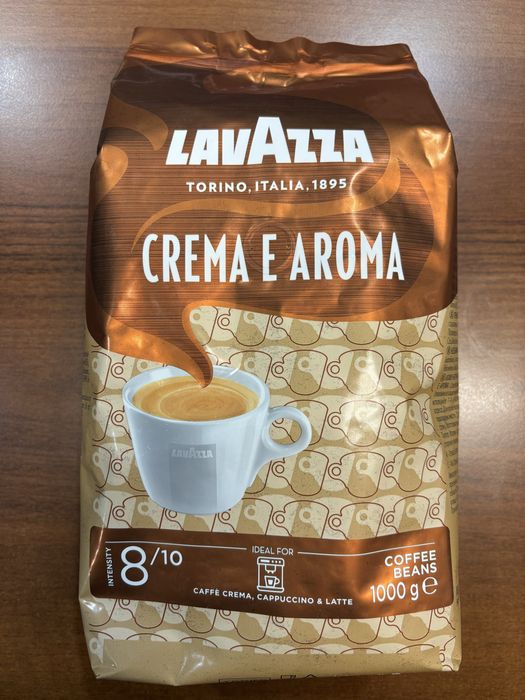 LAVAZZA
TORINO, ITALIA, 1895
CREMA E AROMA
LAVAZZA
INTENSITY
8/10
IDEAL FOR
CAFFÈ CREMA, CAPPUCCINO & LATTE
COFFEE
BEANS
1000 g e